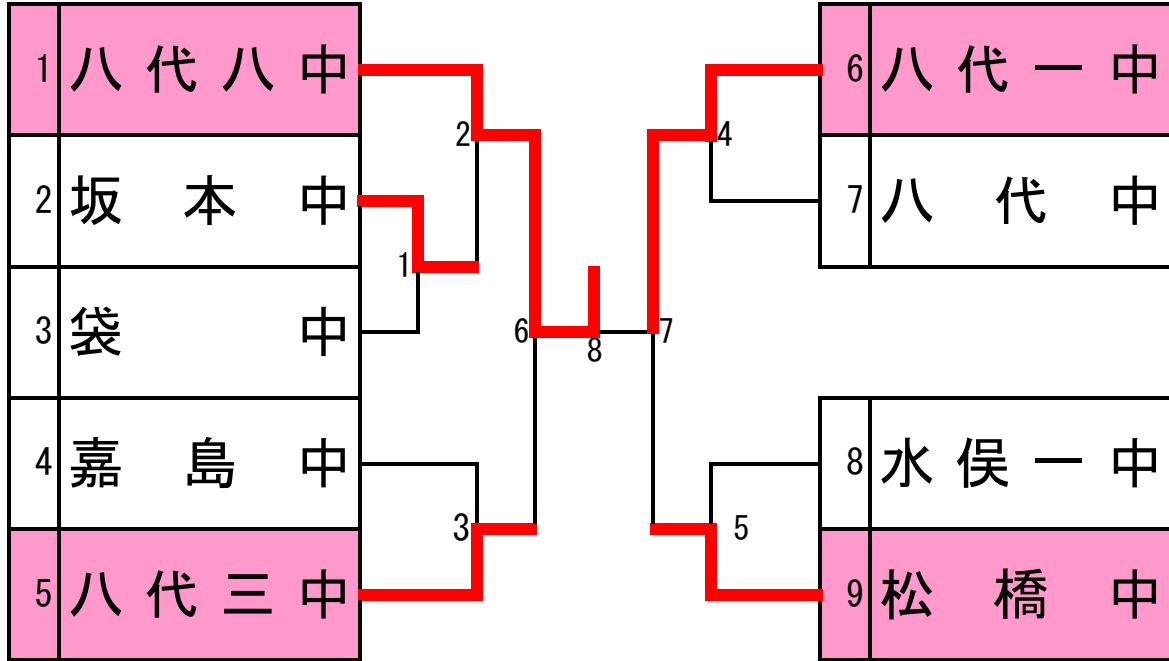 1 八代八中
2 坂本中
3 袋中
4 嘉島中
5 八代三中
2
1
3
6
8
7
4
5
6 八代一中
7 八代中
8 水俣一中
9 松橋中